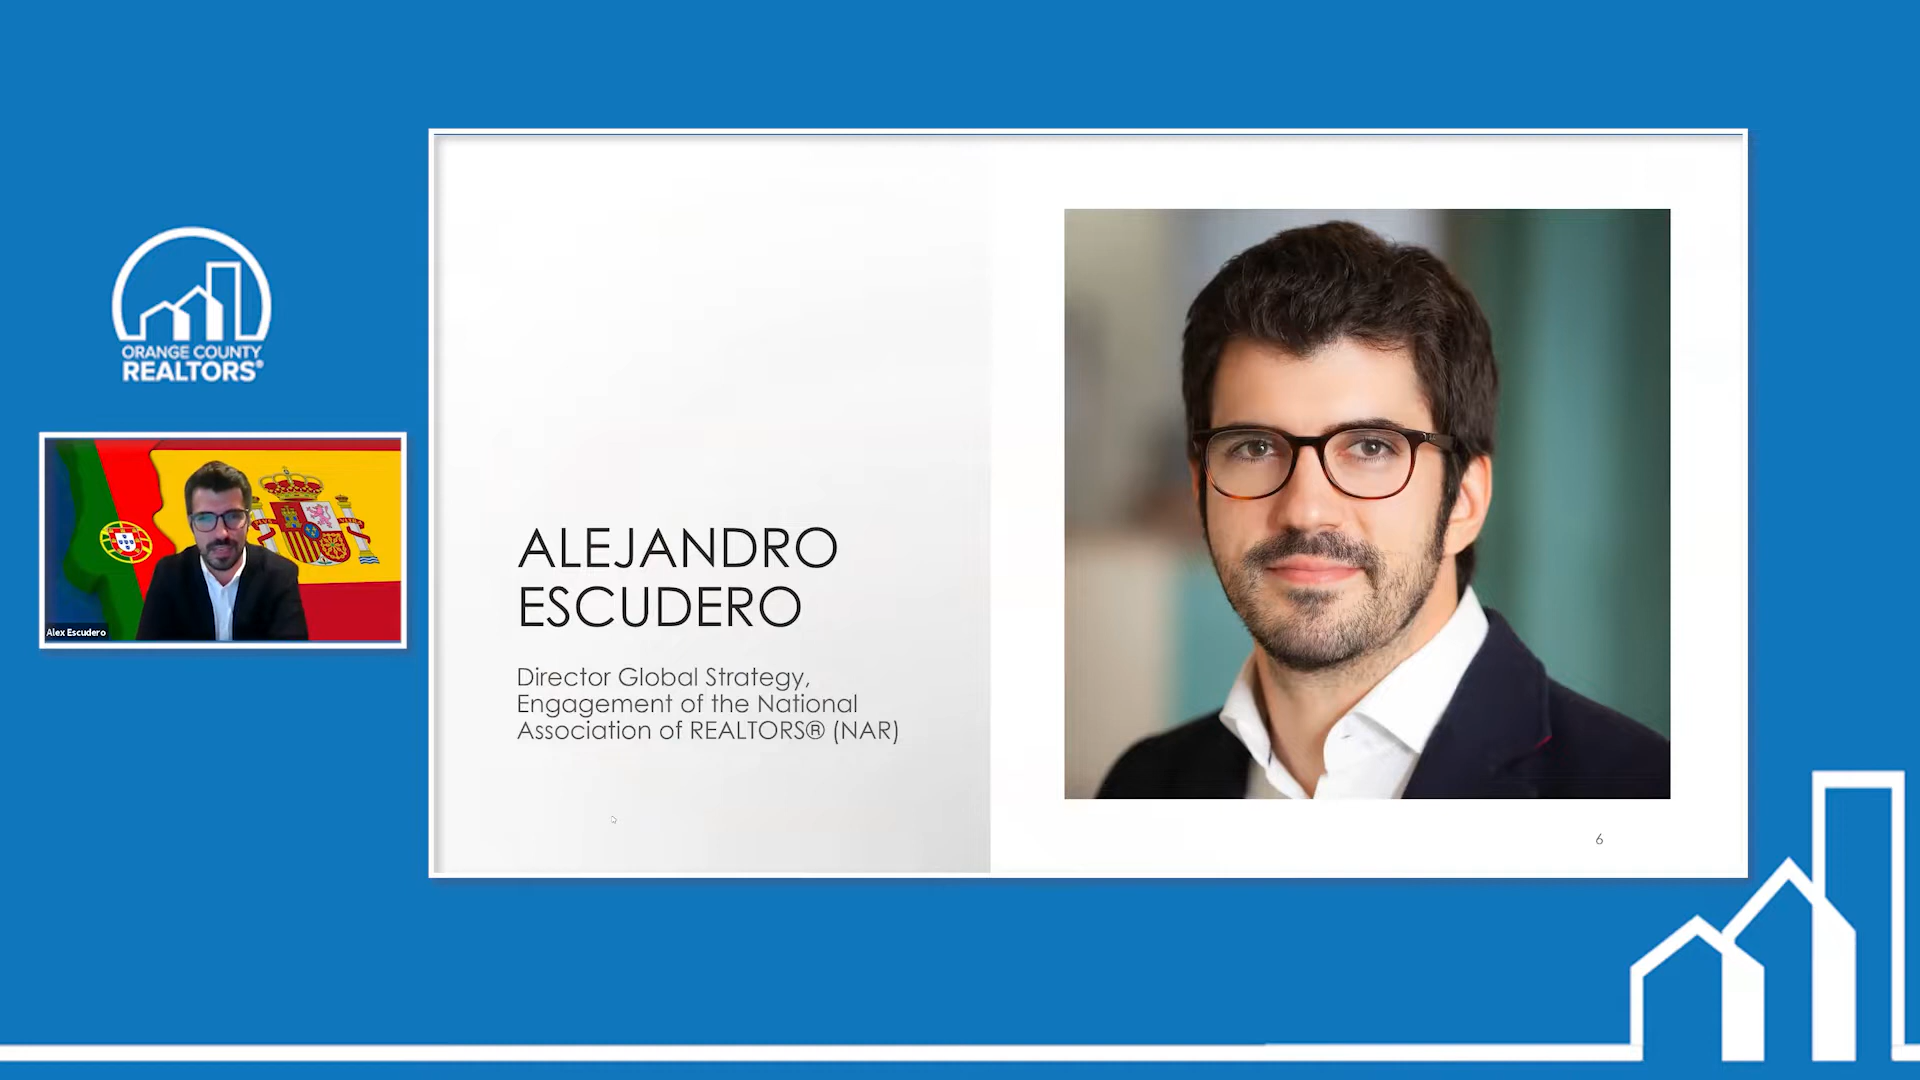 ORANGE COUNTY
REALTORS®
Alex Escudero
ALEJANDRO
ESCUDERO
Director Global Strategy,
Engagement of the National
Association of REALTORS® (NAR)
6